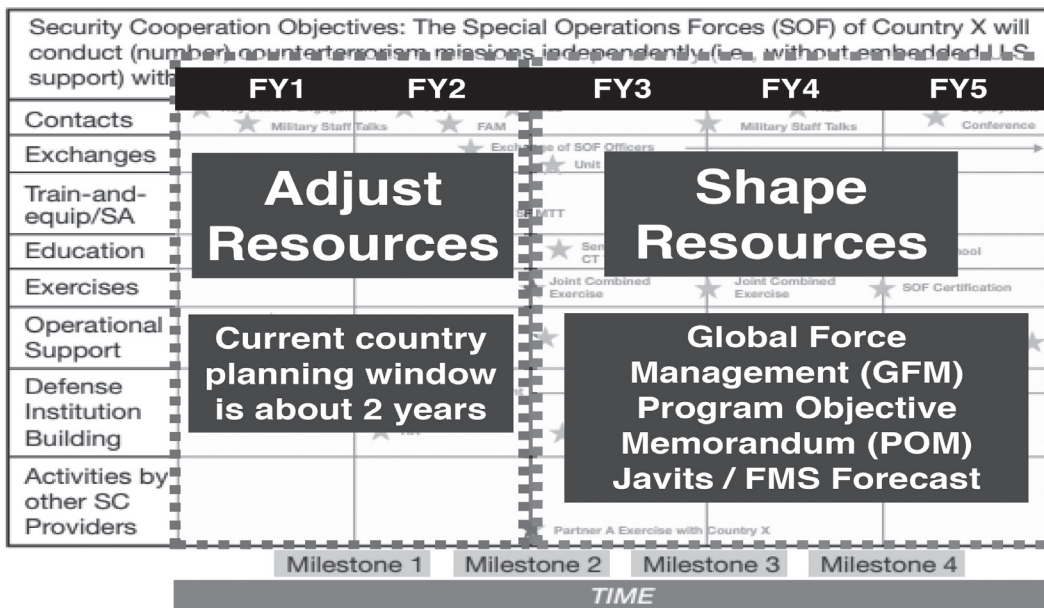 Security Cooperation Objectives: The Special Operations Forces (SOF) of Country X will
conduct (number) counterterrorism missions independently (i.e., without embedded U.S.
support) with
FY1 FY2 FY3 FY4 FY5
Contacts
Military Staff Talks FAM Military Staff Talks Conference
Exchanges
Exchange of SOF Officers
Unit
Train-and-
equip/SA
MTT
Education
CT
Exercises
Joint Combined
Exercise
Joint Combined
Exercise
SOF Certification
Operational
Support
Defense
Institution
Building
Activities by
other SC
Providers
Partner A Exercise with Country X
Adjust
Resources
Current country
planning window
is about 2 years
Shape
Resources
Global Force
Management (GFM)
Program Objective
Memorandum (POM)
Javits / FMS Forecast
Milestone 1 Milestone 2 Milestone 3 Milestone 4
TIME